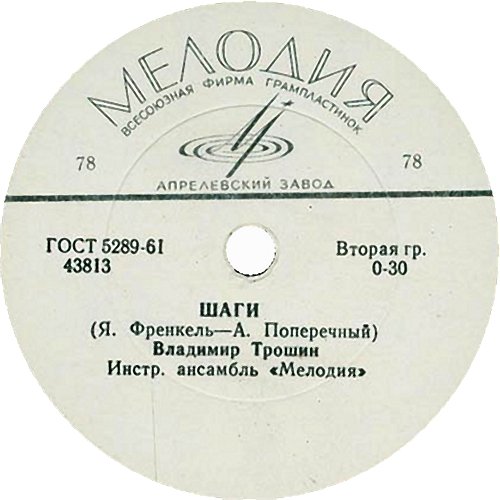 МЕЛОДИЯ
ВСЕСОЮЗНАЯ ФИРМА ГРАМПЛАСТИНОК
78 78
АПРЕЛЕВСКИЙ ЗАВОД
ГОСТ 5289-61 Вторая гр.
43813 0-30
ШАГИ
(Я. Френкель—А. Поперечный)
Владимир Трошин
Инстр. ансамбль «Мелодия»